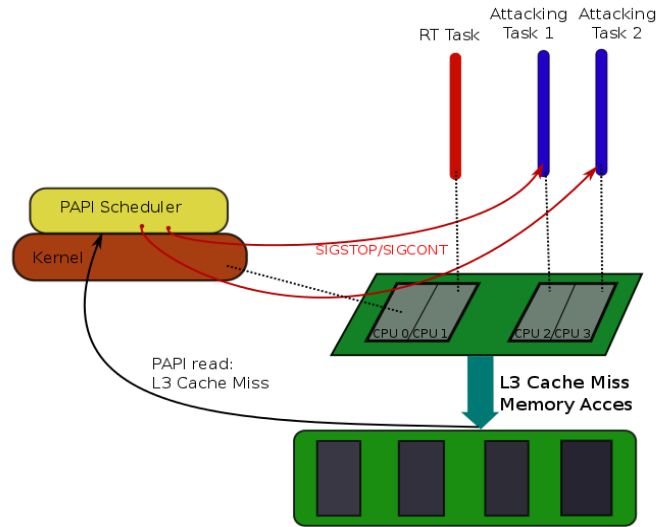 RT Task
Attacking
Task 1
Attacking
Task 2
PAPI Scheduler
Kernel
SIGSTOP/SIGCONT
CPU 0
CPU 1
CPU 2
CPU 3
PAPI read:
L3 Cache Miss
L3 Cache Miss
Memory Acces